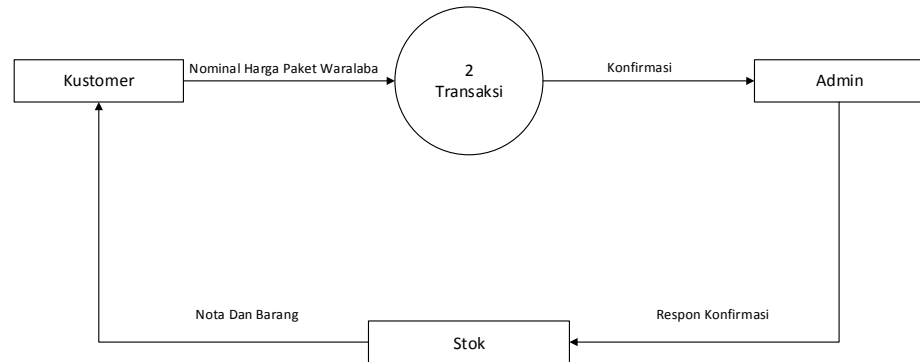 Kustomer
Nominal Harga Paket Waralaba
2
Transaksi
Konfirmasi
Admin
Nota Dan Barang
Stok
Respon Konfirmasi